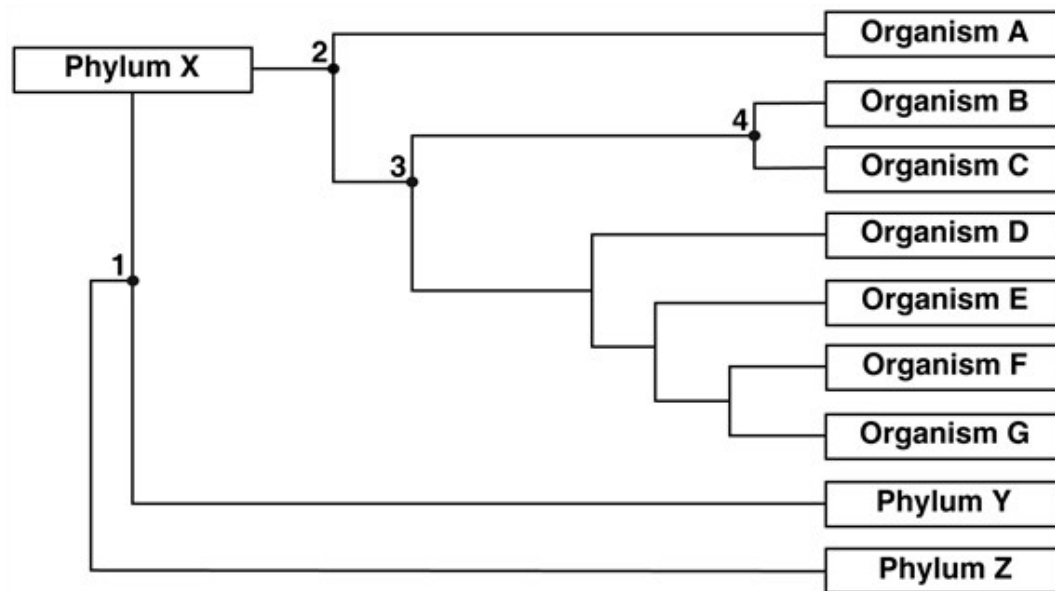 Phylum X
1
2
3
4
Organism A
Organism B
Organism C
Organism D
Organism E
Organism F
Organism G
Phylum Y
Phylum Z